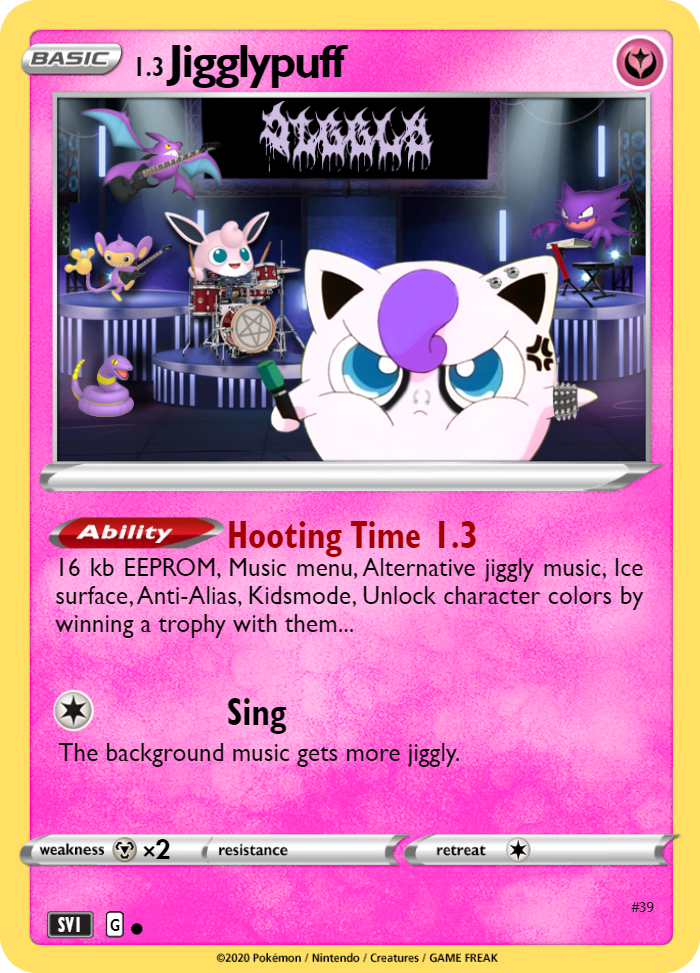 BASIC
1.3 Jigglypuff
JIGGLS
Ability Hooting Time 1.3
16 kb EEPROM, Music menu, Alternative jiggly music, Ice
surface, Anti-Alias, Kidsmode, Unlock character colors by
winning a trophy with them...
Sing
The background music gets more jiggly.
weakness ×2 resistance retreat
#39
SVI G
©2020 Pokémon / Nintendo / Creatures / GAME FREAK